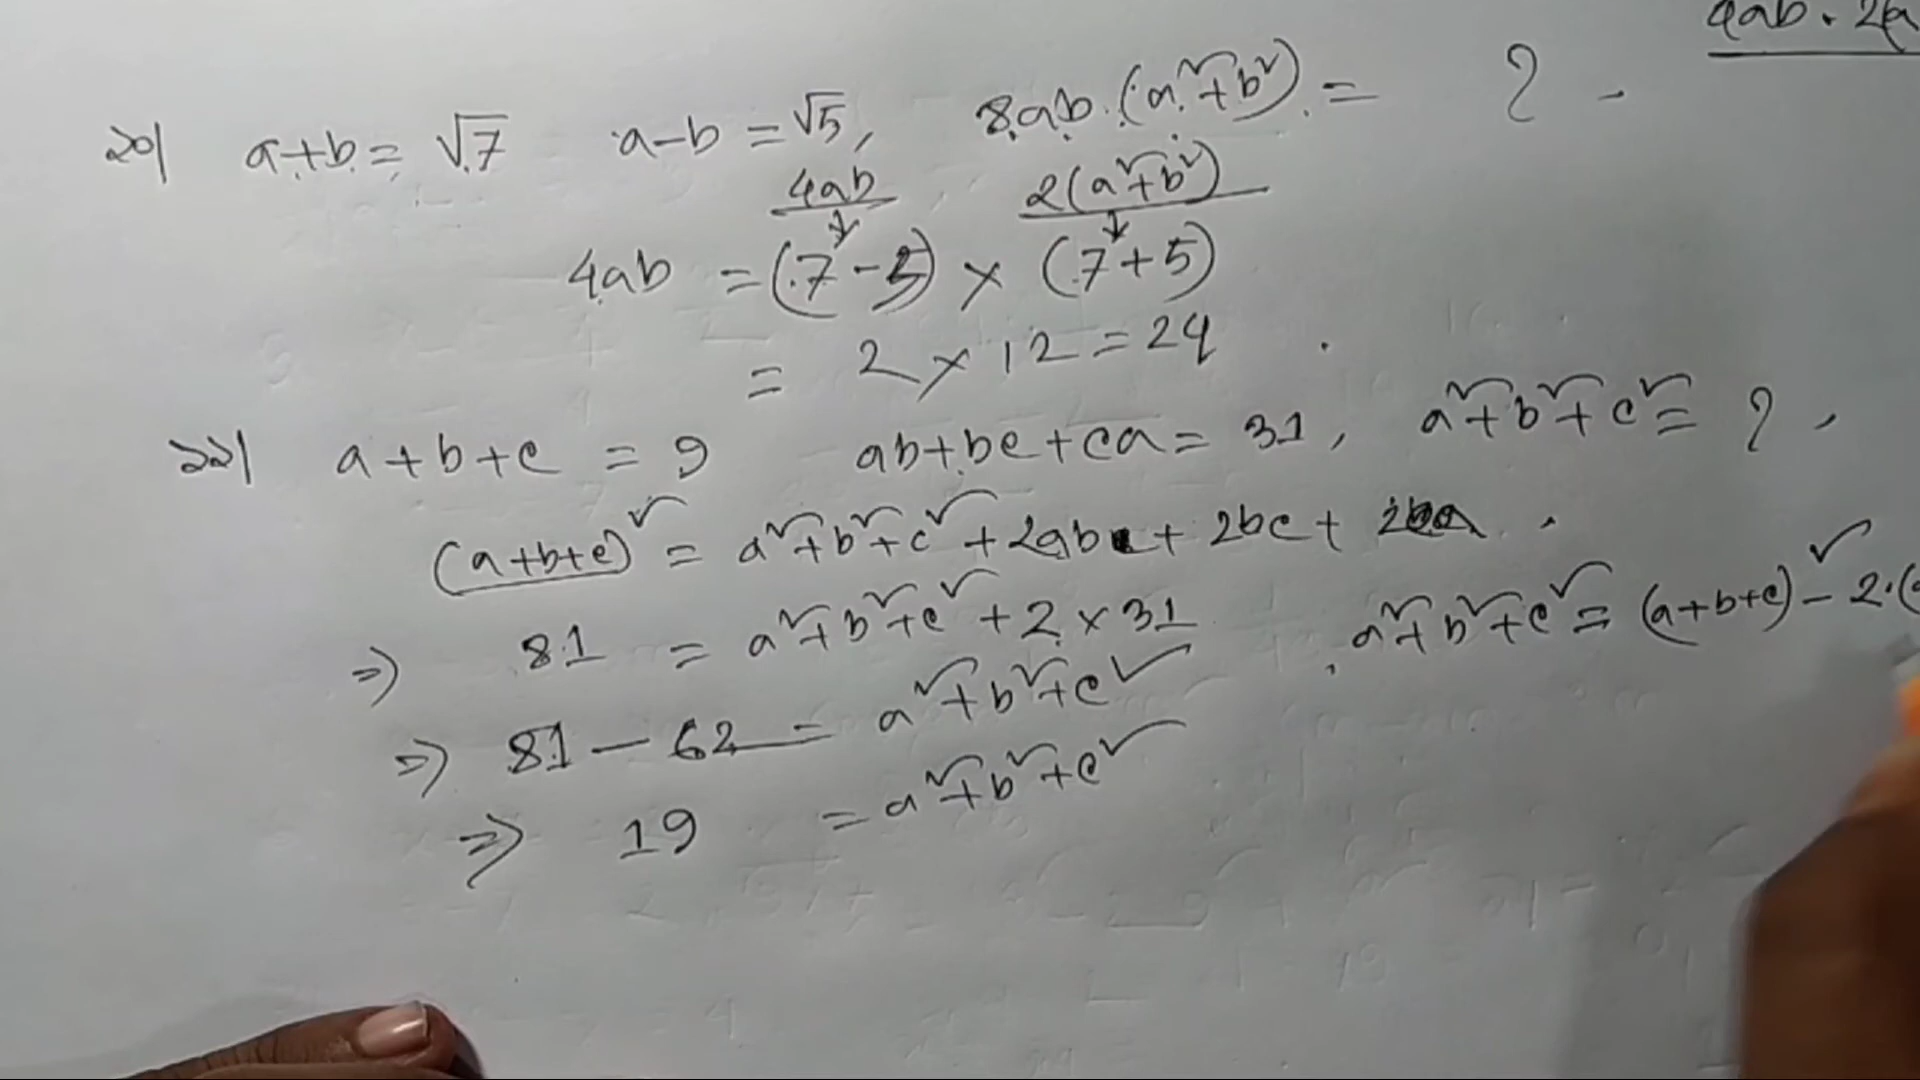 4ab . 2(a
২০| a+b = √7 a-b = √5, 8ab.(a²+b²) = ?
4ab 2(a²+b²)
4ab = (7-5) × (7+5)
= 2 × 12 = 24
২২| a+b+c = 9 ab+bc+ca = 31, a²+b²+c² = ?
(a+b+c)² = a²+b²+c²+2ab + 2bc +
⇒ 81 = a²+b²+c²+2×31 a²+b²+c² = (a+b+c)² - 2.(
⇒ 81 - 62 = a²+b²+c²
⇒ 19 = a²+b²+c²